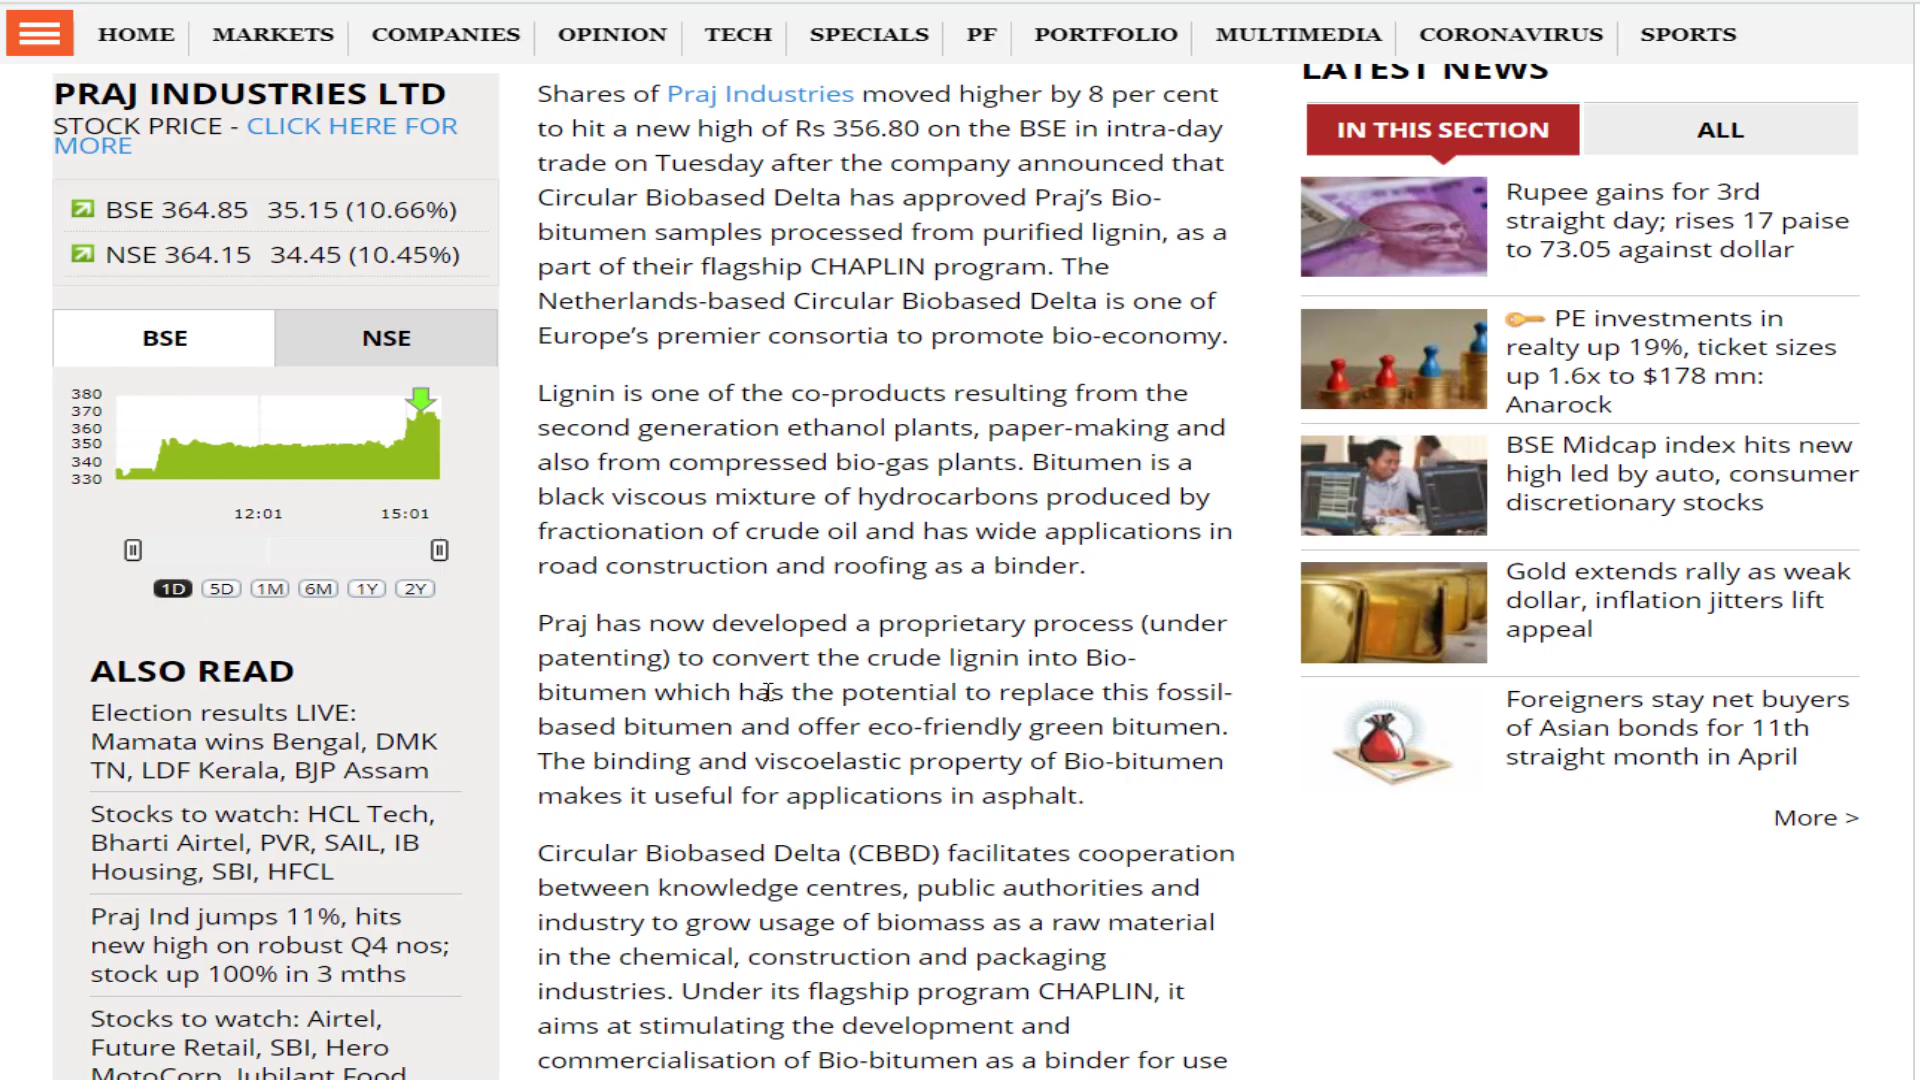 HOME MARKETS COMPANIES OPINION TECH SPECIALS PF PORTFOLIO MULTIMEDIA CORONAVIRUS SPORTS
PRAJ INDUSTRIES LTD
STOCK PRICE - CLICK HERE FOR
MORE
BSE 364.85 35.15 (10.66%)
NSE 364.15 34.45 (10.45%)
BSE NSE
380
370
360
350
340
330
12:01 15:01
1D 5D 1M 6M 1Y 2Y
ALSO READ
Election results LIVE:
Mamata wins Bengal, DMK
TN, LDF Kerala, BJP Assam
Stocks to watch: HCL Tech,
Bharti Airtel, PVR, SAIL, IB
Housing, SBI, HFCL
Praj Ind jumps 11%, hits
new high on robust Q4 nos;
stock up 100% in 3 mths
Stocks to watch: Airtel,
Future Retail, SBI, Hero
MotoCorp, Jubilant Food
Shares of Praj Industries moved higher by 8 per cent
to hit a new high of Rs 356.80 on the BSE in intra-day
trade on Tuesday after the company announced that
Circular Biobased Delta has approved Praj’s Bio-
bitumen samples processed from purified lignin, as a
part of their flagship CHAPLIN program. The
Netherlands-based Circular Biobased Delta is one of
Europe’s premier consortia to promote bio-economy.
Lignin is one of the co-products resulting from the
second generation ethanol plants, paper-making and
also from compressed bio-gas plants. Bitumen is a
black viscous mixture of hydrocarbons produced by
fractionation of crude oil and has wide applications in
road construction and roofing as a binder.
Praj has now developed a proprietary process (under
patenting) to convert the crude lignin into Bio-
bitumen which has the potential to replace this fossil-
based bitumen and offer eco-friendly green bitumen.
The binding and viscoelastic property of Bio-bitumen
makes it useful for applications in asphalt.
Circular Biobased Delta (CBBD) facilitates cooperation
between knowledge centres, public authorities and
industry to grow usage of biomass as a raw material
in the chemical, construction and packaging
industries. Under its flagship program CHAPLIN, it
aims at stimulating the development and
commercialisation of Bio-bitumen as a binder for use
LATEST NEWS
IN THIS SECTION ALL
Rupee gains for 3rd
straight day; rises 17 paise
to 73.05 against dollar
PE investments in
realty up 19%, ticket sizes
up 1.6x to $178 mn:
Anarock
BSE Midcap index hits new
high led by auto, consumer
discretionary stocks
Gold extends rally as weak
dollar, inflation jitters lift
appeal
Foreigners stay net buyers
of Asian bonds for 11th
straight month in April
More >